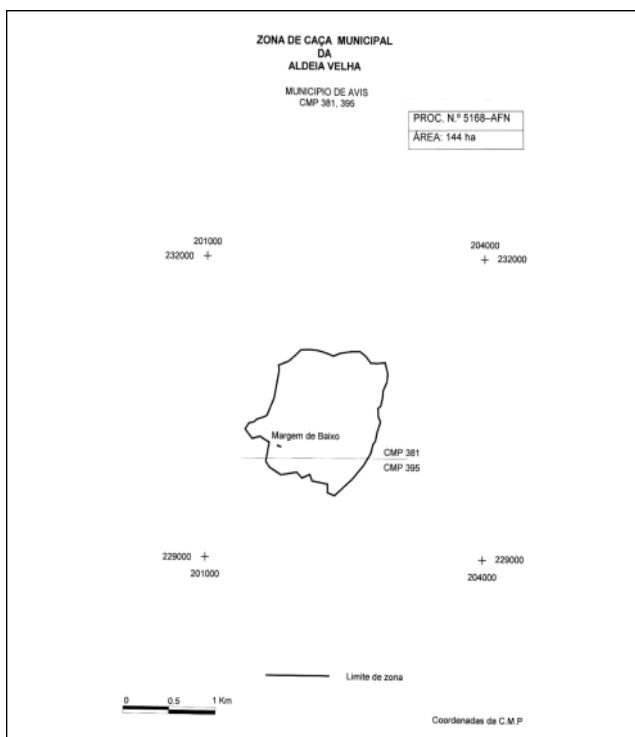 ZONA DE CAÇA MUNICIPAL
DA
ALDEIA VELHA
MUNICIPIO DE AVIS
CMP 381, 395
PROC. N.º 5168–AFN
ÁREA: 144 ha
201000
232000
204000
232000
Margem de Baixo
CMP 381
CMP 395
229000
201000
229000
204000
Limite de zona
0 0.5 1 Km
Coordenadas da C.M.P